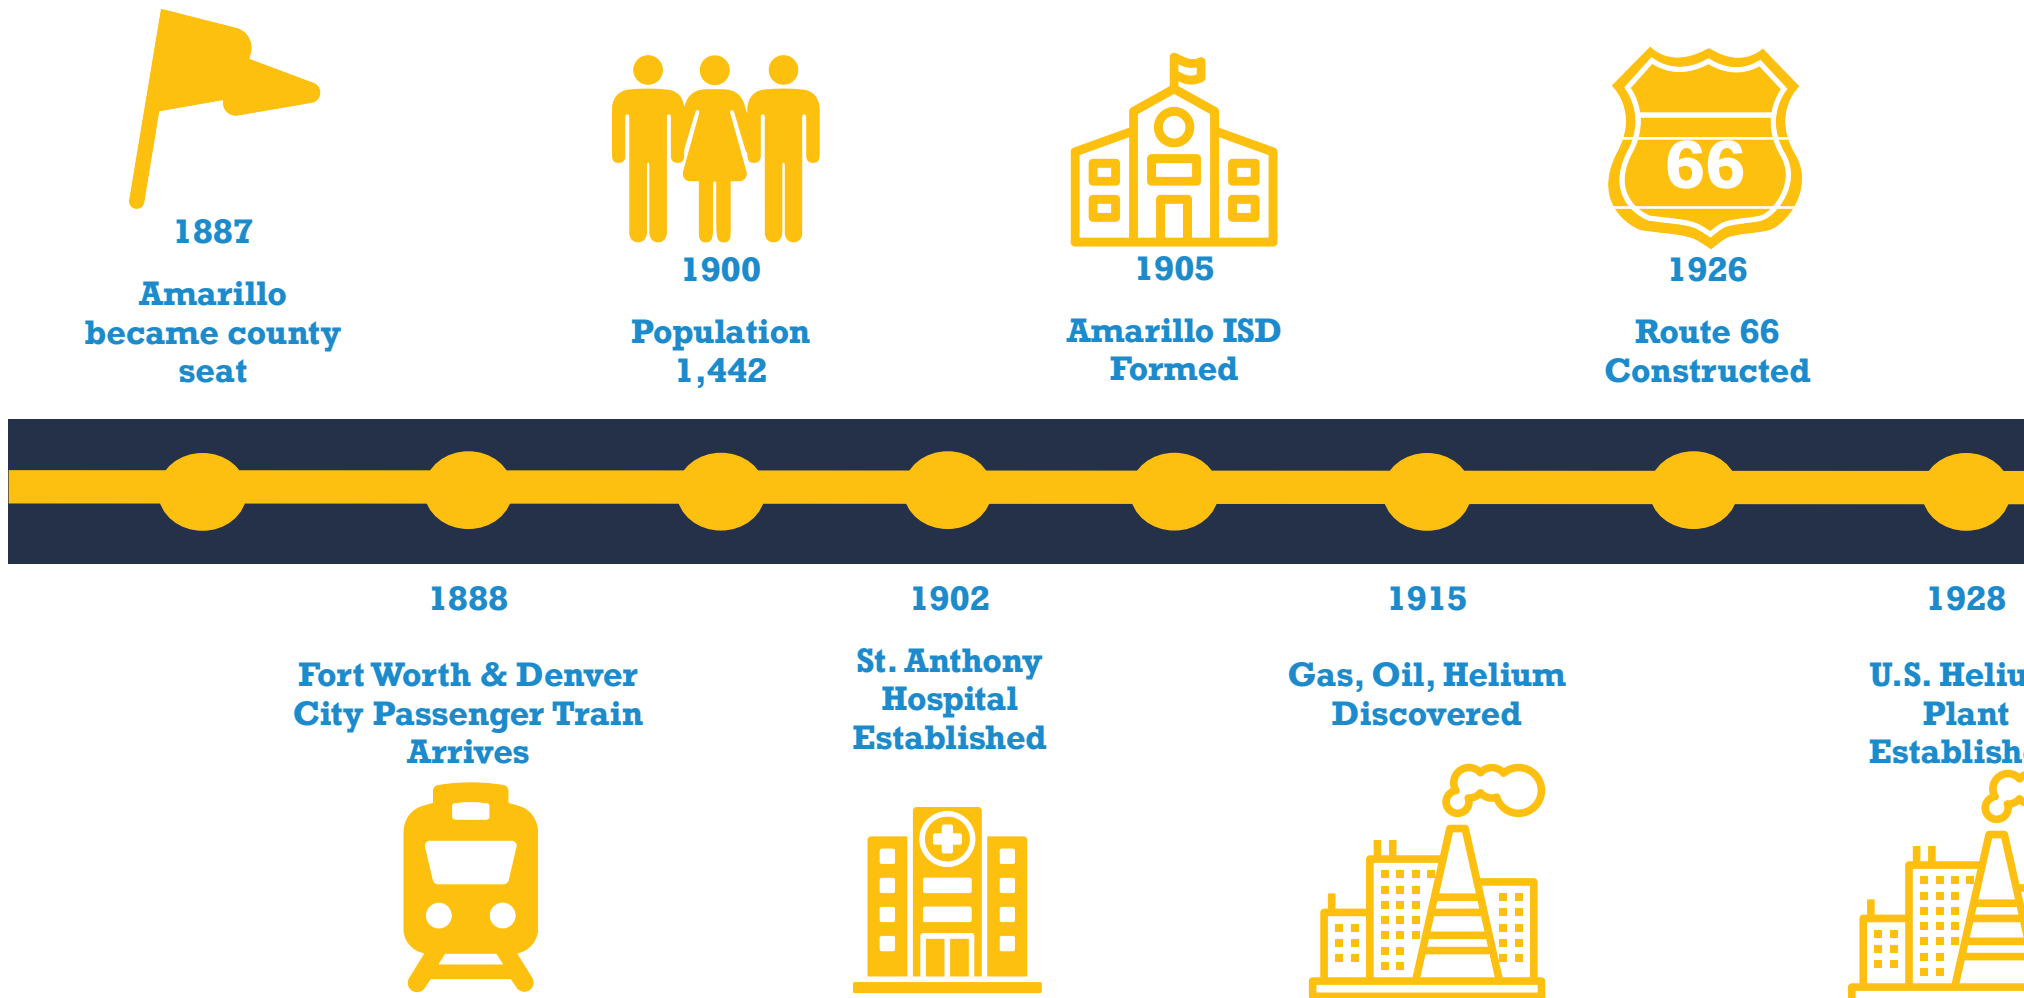 1887
Amarillo
became county
seat
1900
Population
1,442
1905
Amarillo ISD
Formed
66
1926
Route 66
Constructed
1888
Fort Worth & Denver
City Passenger Train
Arrives
1902
St. Anthony
Hospital
Established
1915
Gas, Oil, Helium
Discovered
1928
U.S.
Plant